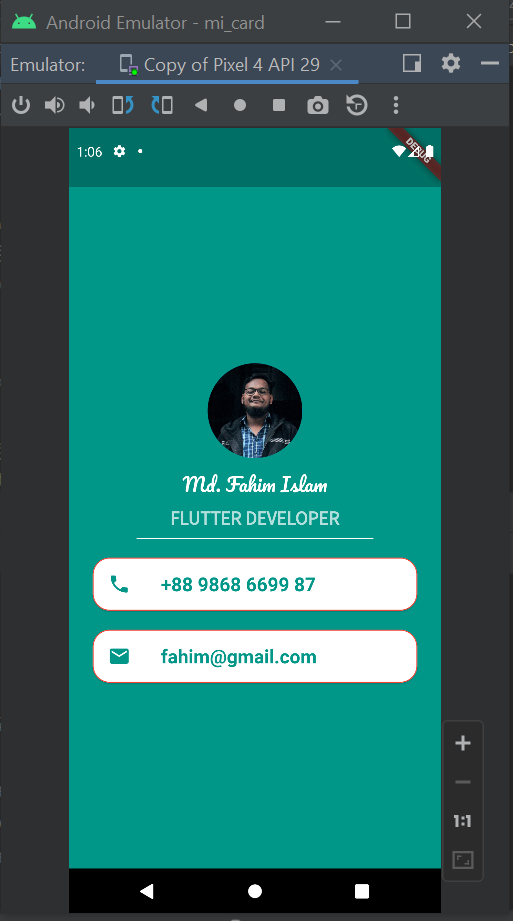 Android Emulator - mi_card
Emulator:
Copy of Pixel 4 API 29
1:06
DEBUG
Md. Fahim Islam
FLUTTER DEVELOPER
+88 9868 6699 87
fahim@gmail.com
1:1